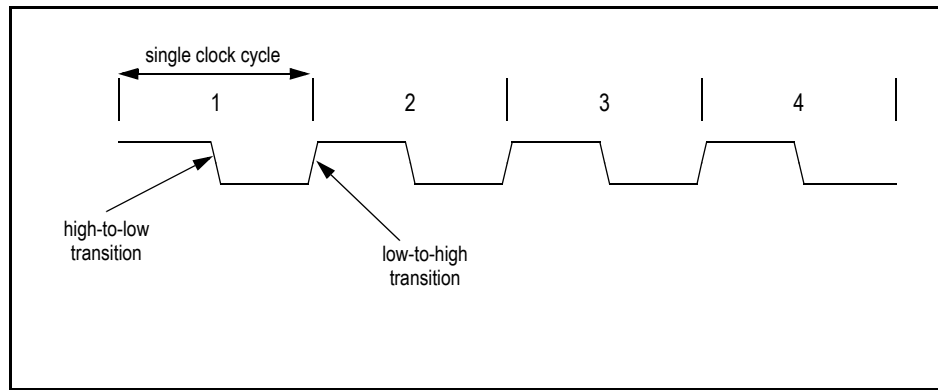 single clock cycle
1 2 3 4
high-to-low
transition
low-to-high
transition